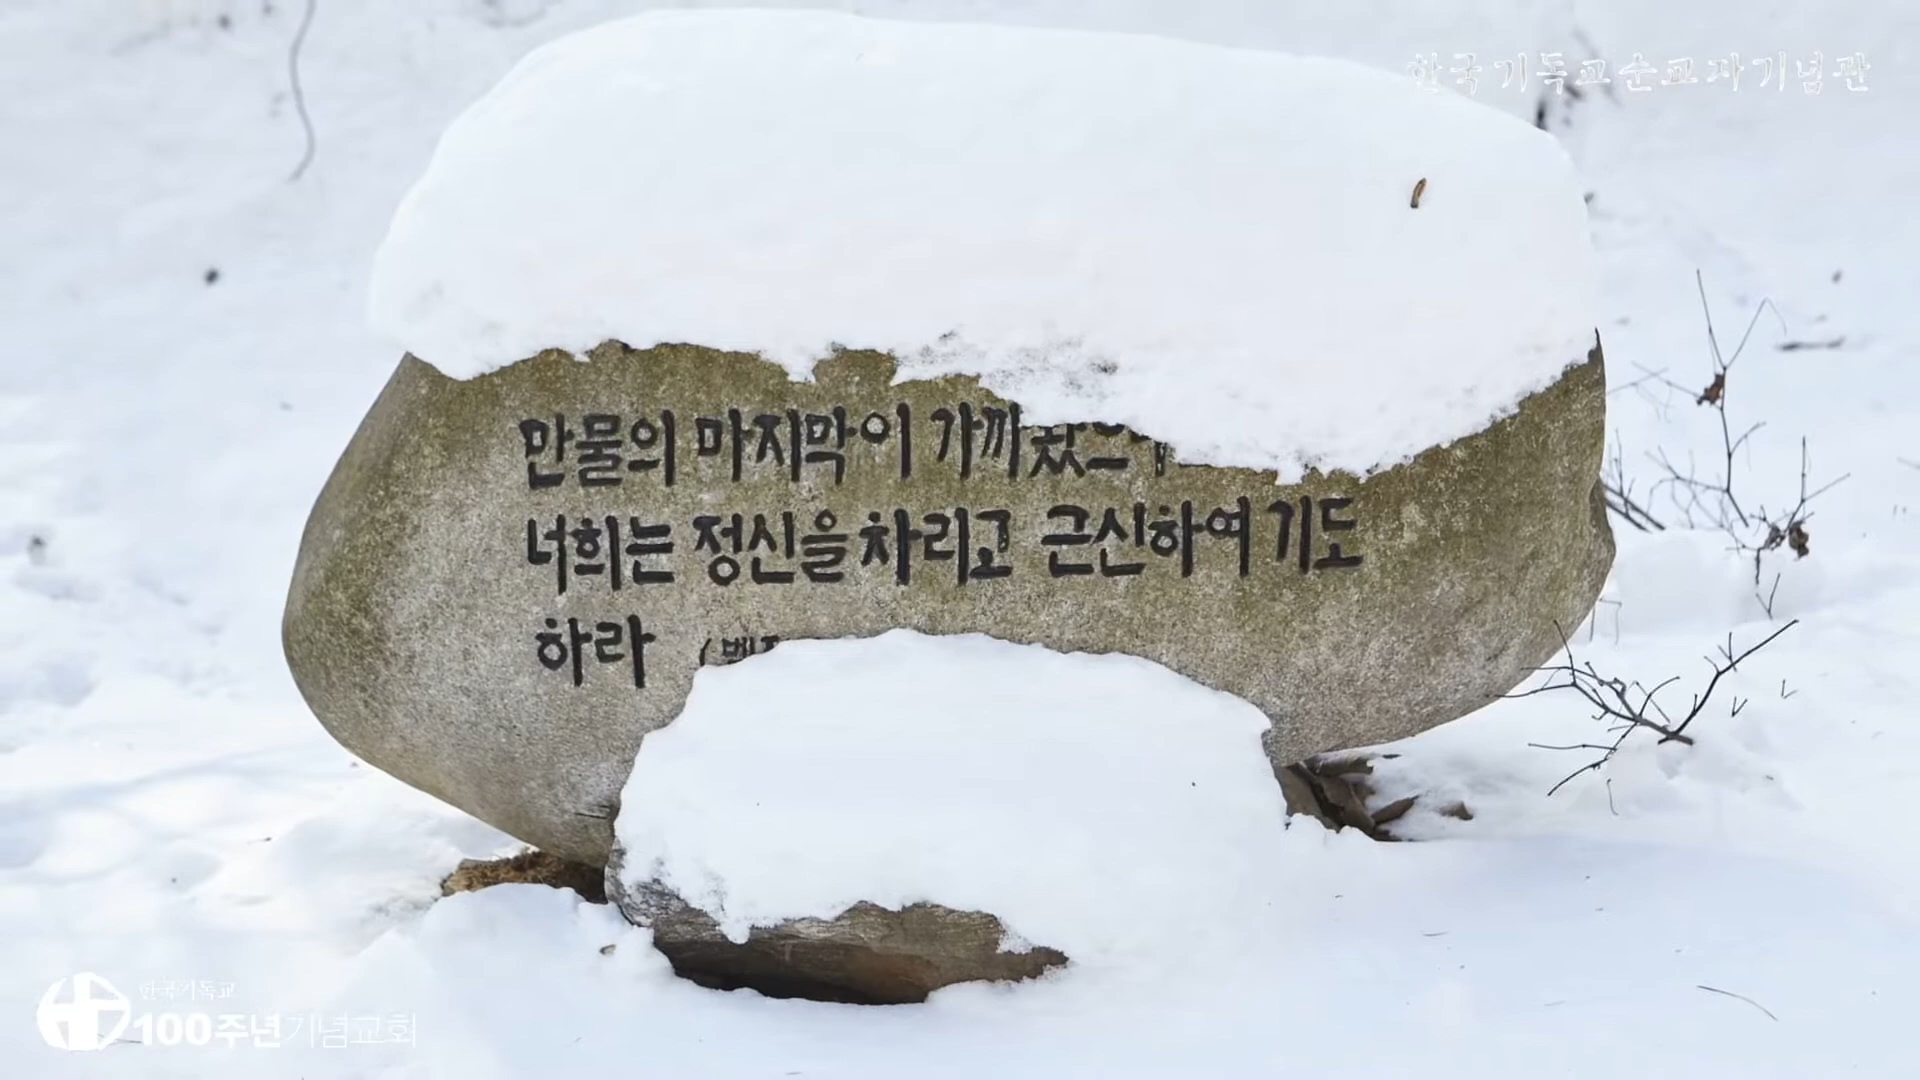 한국기독교순교자기념관
만물의 마지막이 가까왔으
너희는 정신을 차리고 근신하여 기도
하라 (벧
한국기독교
100주년기념교회